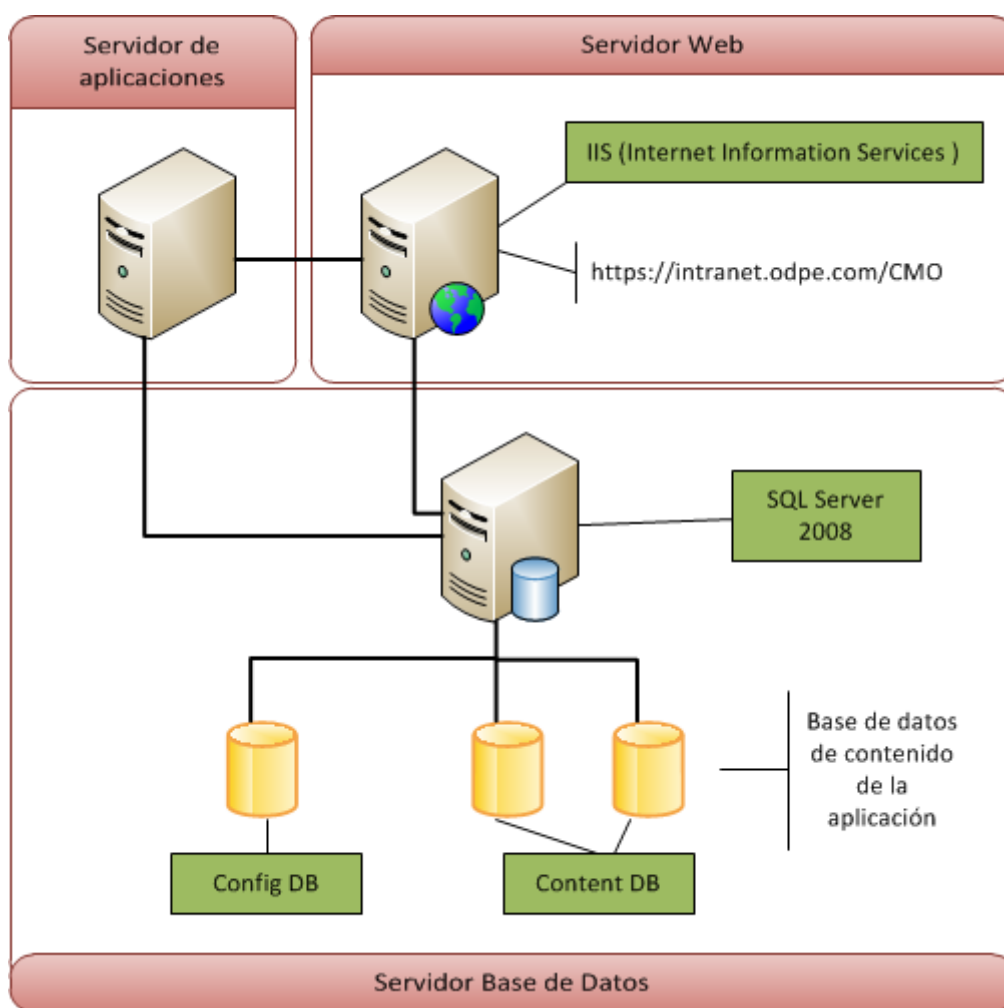 Servidor de
aplicaciones
Servidor Web
IIS (Internet Information Services )
https://intranet.odpe.com/CMO
SQL Server
2008
Base de datos
de contenido
de la
aplicación
Config DB
Content DB
Servidor Base de Datos